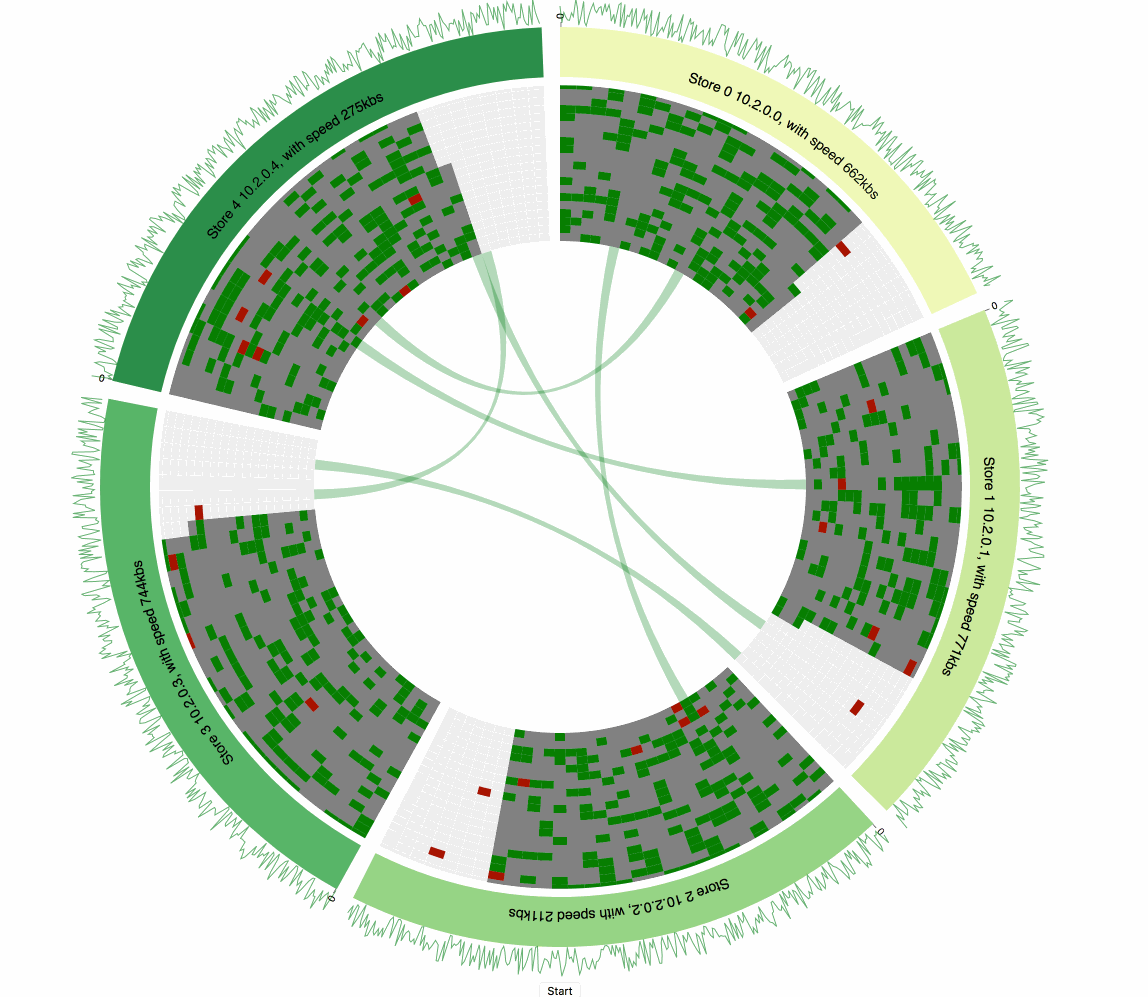 0
Store 0 10.2.0.0, with speed 662kbs
0
Store 1 10.2.0.1, with speed 771kbs
0
Store 2 10.2.0.2, with speed 211kbs
0
Store 3 10.2.0.3, with speed 744kbs
0
Store 4 10.2.0.4, with speed 275kbs
Start